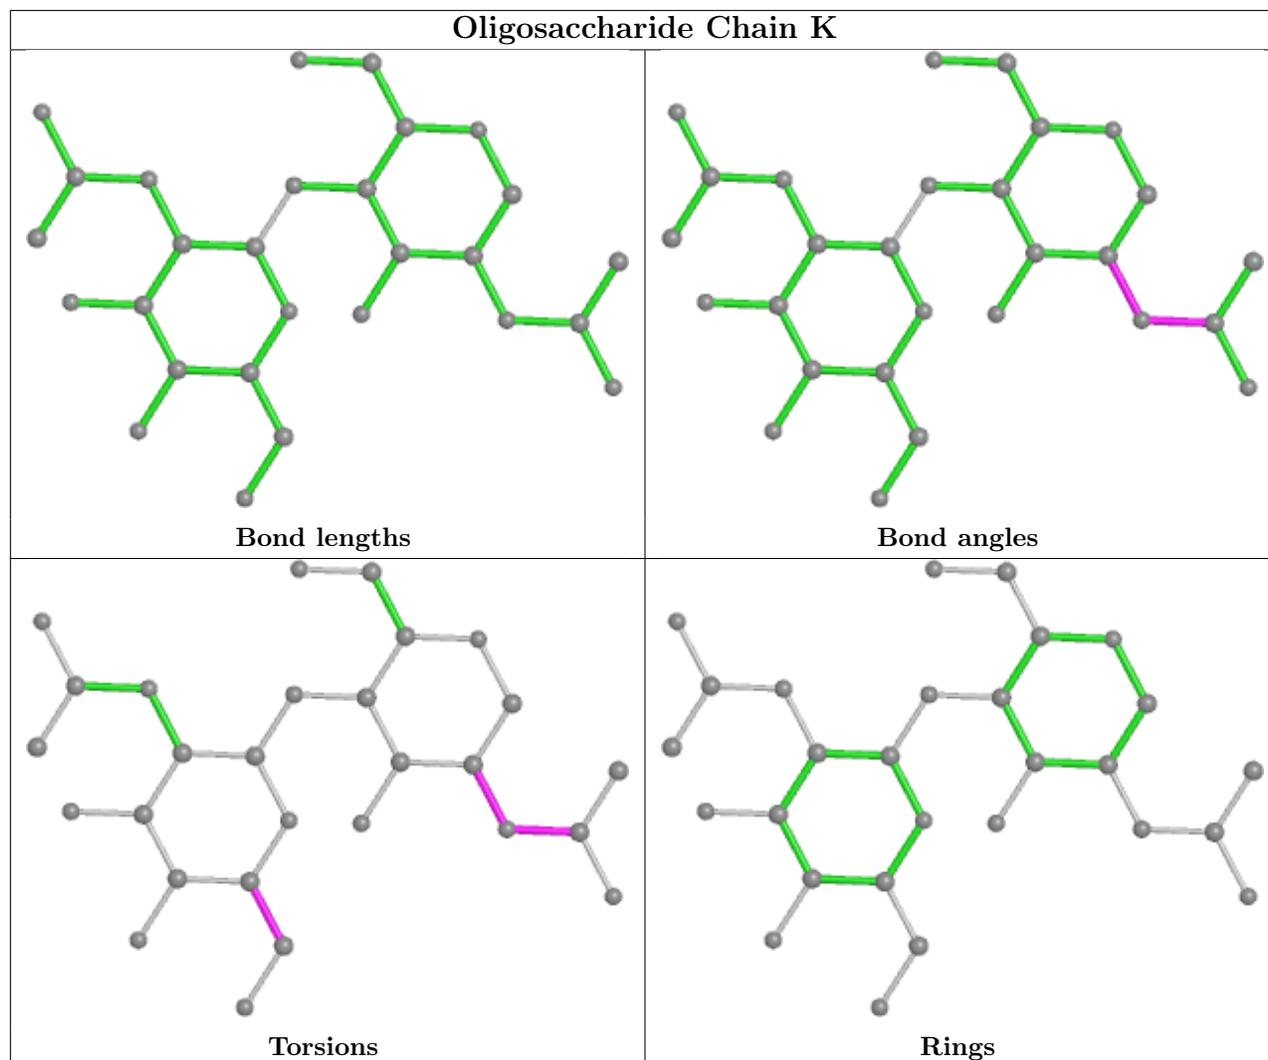 Oligosaccharide Chain K
Bond lengths
Bond angles
Torsions
Rings